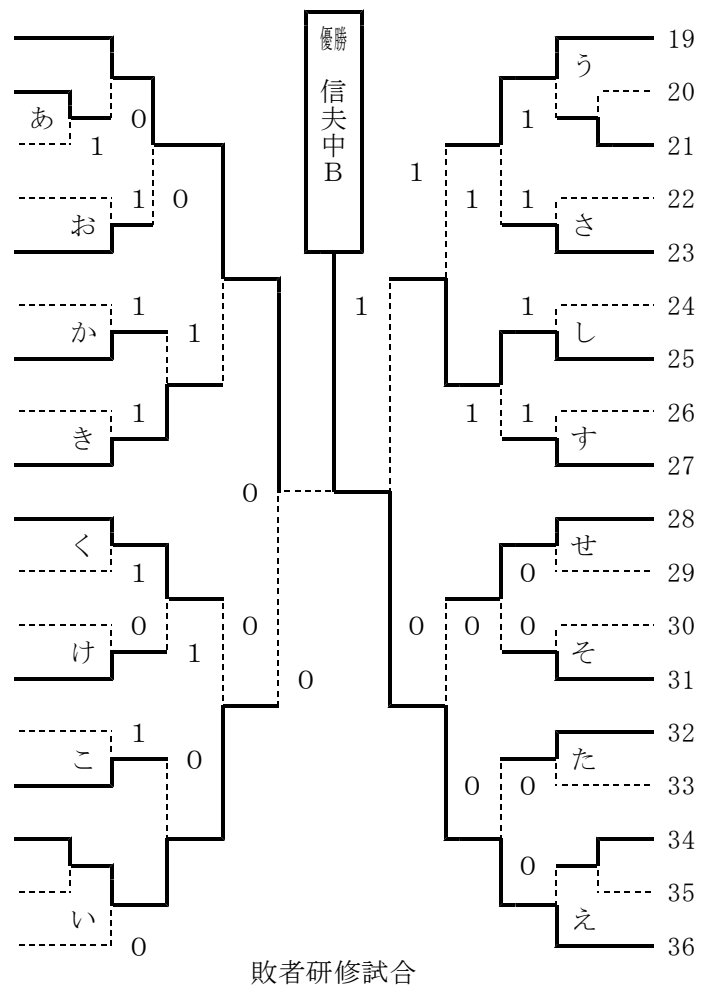 優勝
信夫中B
19
う
20
あ 0 1
1 21
1
1 0 1 1 22
お さ
23
1 1 1 24
か 1 し
25
1 1 1 26
き す
27
0
28
く せ
1 0 29
0 0 0 0 0 30
け 1 そ
0 31
1 32
こ 0 た
0 0 33
34
0
35
い え
0 36
敗者研修試合